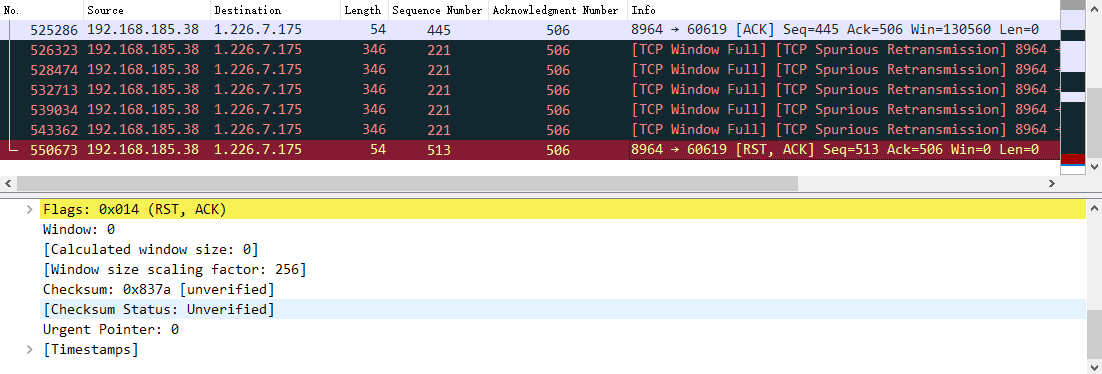 No. Source Destination Length Sequence Number Acknowledgment Number Info
525286 192.168.185.38 1.226.7.175 54 445 506 8964 → 60619 [ACK] Seq=445 Ack=506 Win=130560 Len=0
526323 192.168.185.38 1.226.7.175 346 221 506 [TCP Window Full] [TCP Spurious Retransmission] 8964 →
528474 192.168.185.38 1.226.7.175 346 221 506 [TCP Window Full] [TCP Spurious Retransmission] 8964 →
532713 192.168.185.38 1.226.7.175 346 221 506 [TCP Window Full] [TCP Spurious Retransmission] 8964 →
539034 192.168.185.38 1.226.7.175 346 221 506 [TCP Window Full] [TCP Spurious Retransmission] 8964 →
543362 192.168.185.38 1.226.7.175 346 221 506 [TCP Window Full] [TCP Spurious Retransmission] 8964 →
550673 192.168.185.38 1.226.7.175 54 513 506 8964 → 60619 [RST, ACK] Seq=513 Ack=506 Win=0 Len=0
Flags: 0x014 (RST, ACK)
Window: 0
[Calculated window size: 0]
[Window size scaling factor: 256]
Checksum: 0x837a [unverified]
[Checksum Status: Unverified]
Urgent Pointer: 0
[Timestamps]